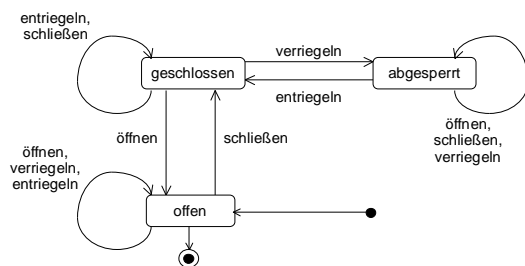 entriegeln,
schließen
verriegeln
geschlossen
abgesperrt
entriegeln
öffnen
schließen
öffnen,
schließen,
verriegeln
öffnen,
verriegeln,
entriegeln
offen